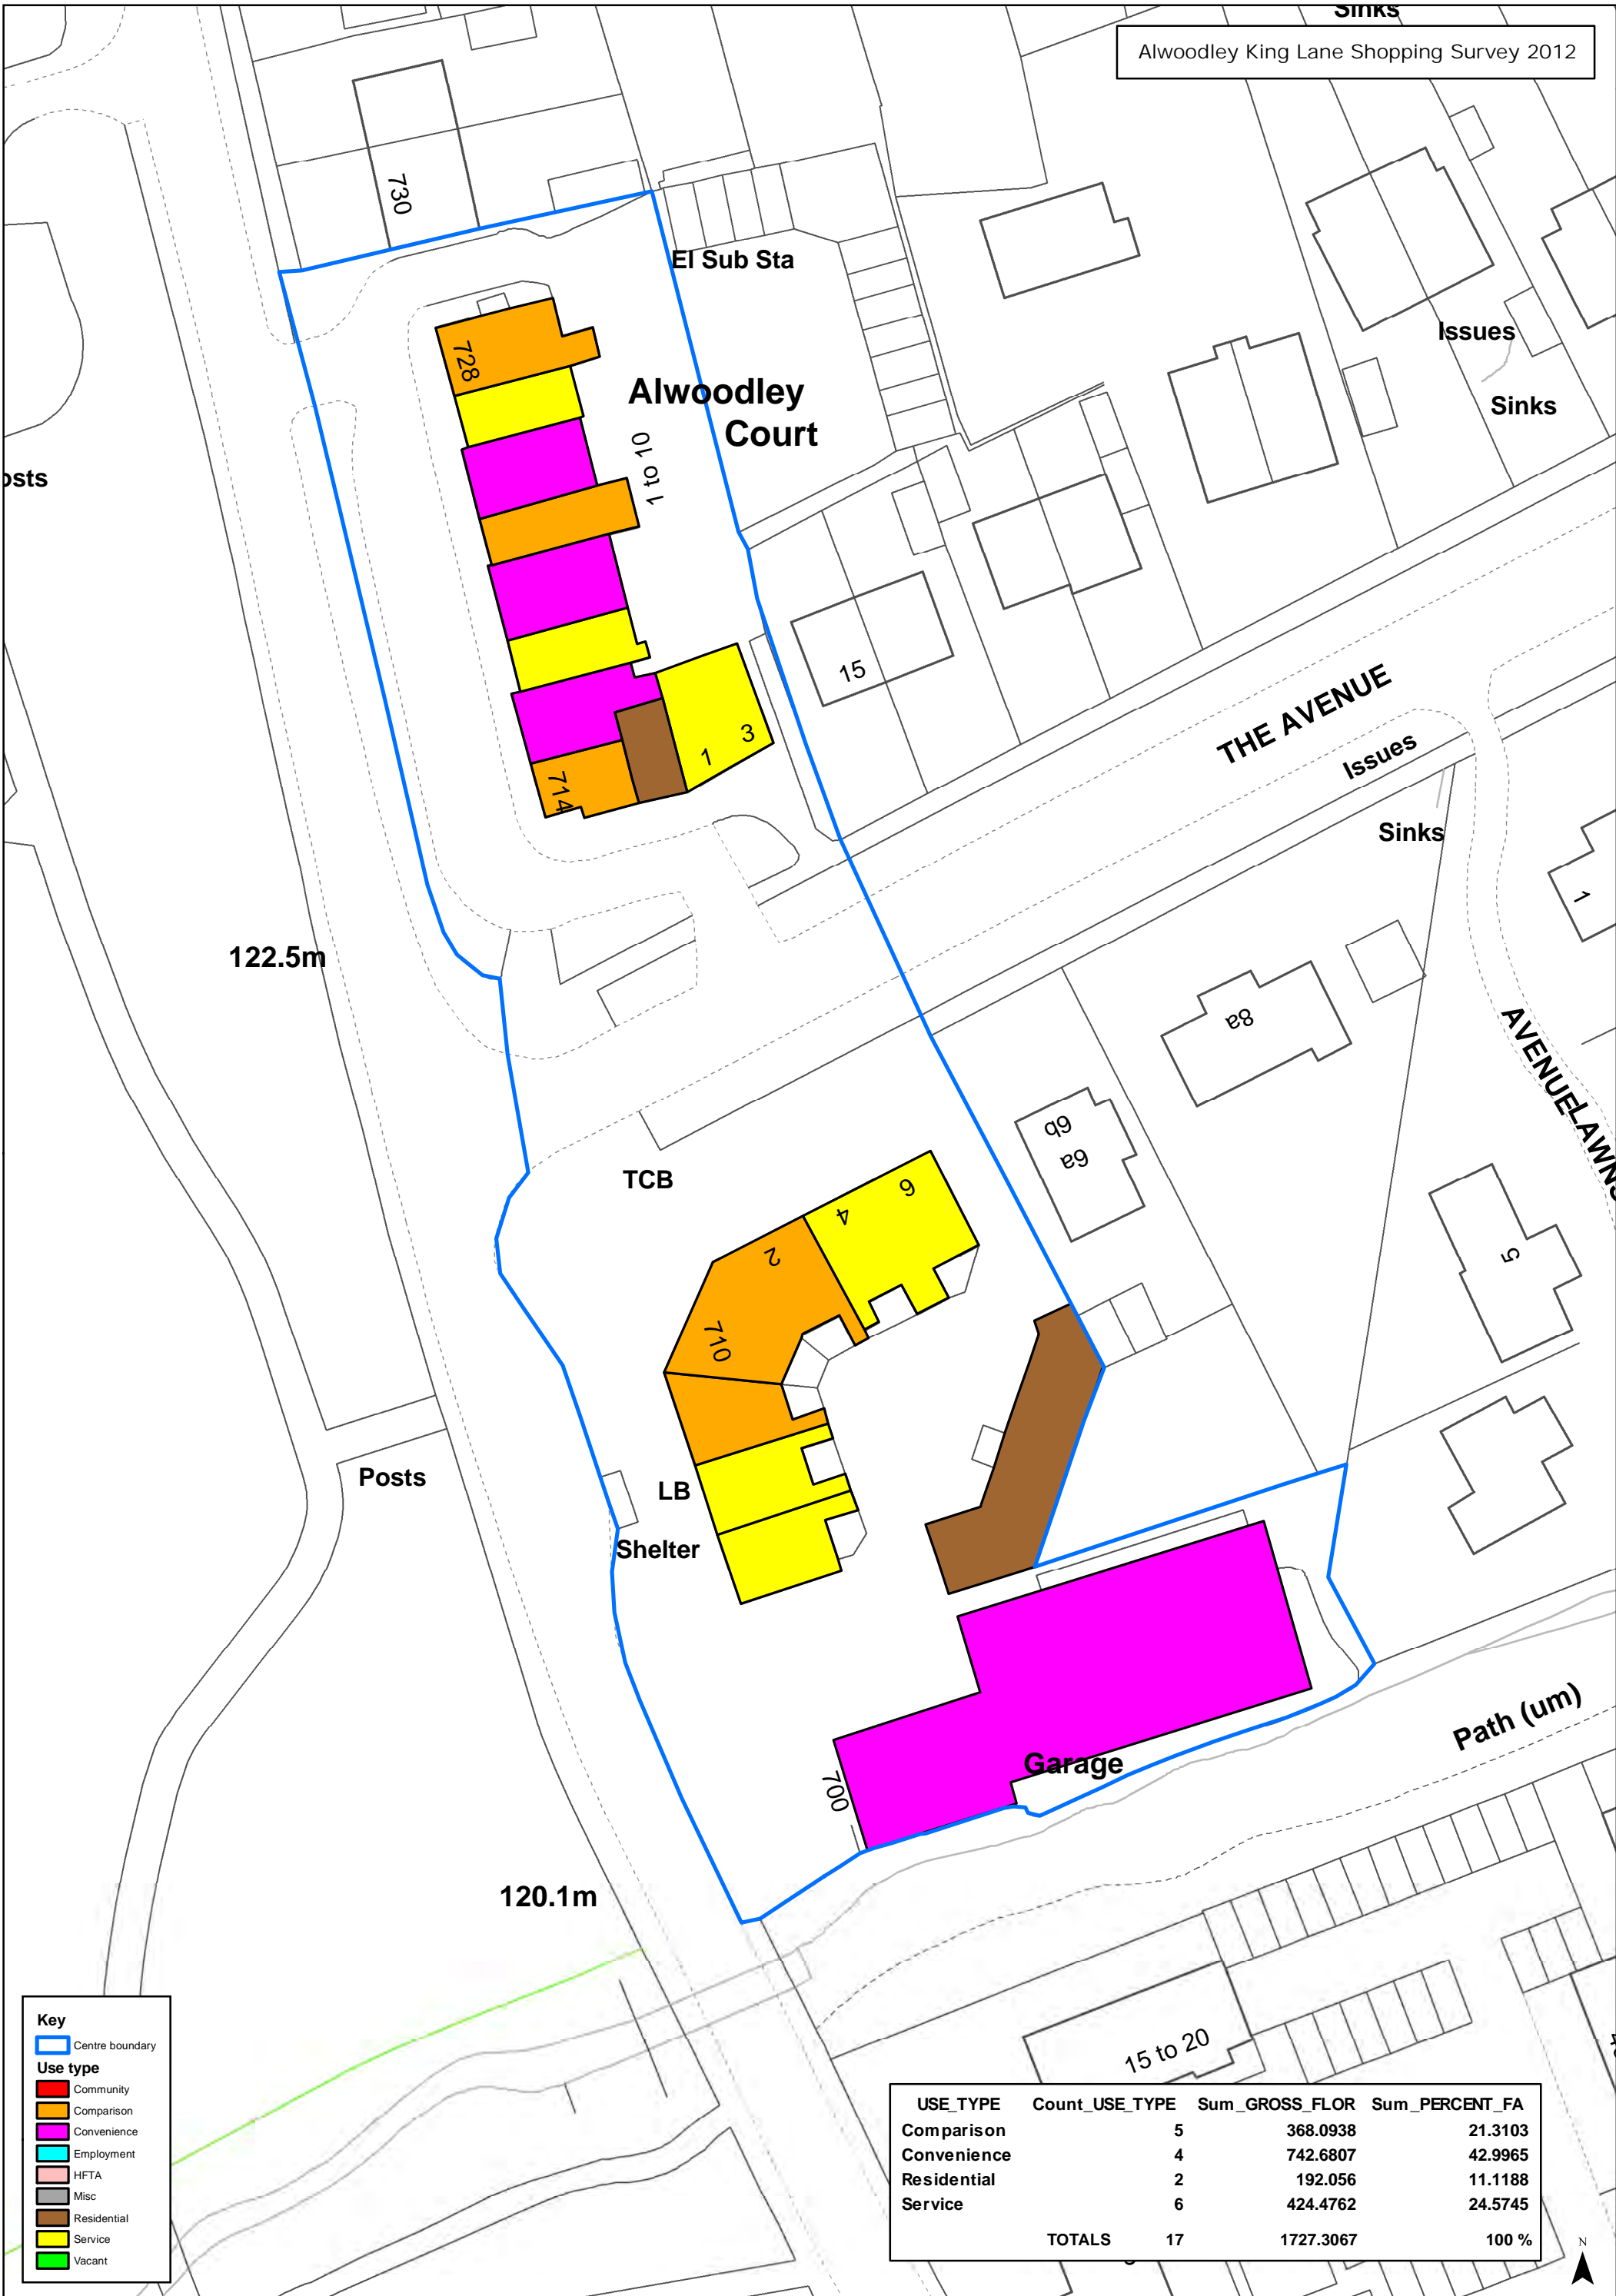 Sinks
Alwoodley King Lane Shopping Survey 2012
730
El Sub Sta
Issues
728
Alwoodley
Court
Sinks
1 to 10
osts
15
THE AVENUE
Issues
1 3
714
Sinks
1
122.5m
8a
AVENUE LAWNS
6b
6a
TCB
6
4
2
5
710
Posts
LB
Shelter
Path (um)
Garage
700
120.1m
15 to 20
Key
Centre boundary
Use type
Community
Comparison
Convenience
Employment
HFTA
Misc
Residential
Service
Vacant
USE_TYPE Count_USE_TYPE Sum_GROSS_FLOR Sum_PERCENT_FA
Comparison 5 368.0938 21.3103
Convenience 4 742.6807 42.9965
Residential 2 192.056 11.1188
Service 6 424.4762 24.5745
TOTALS 17 1727.3067 100 %
N